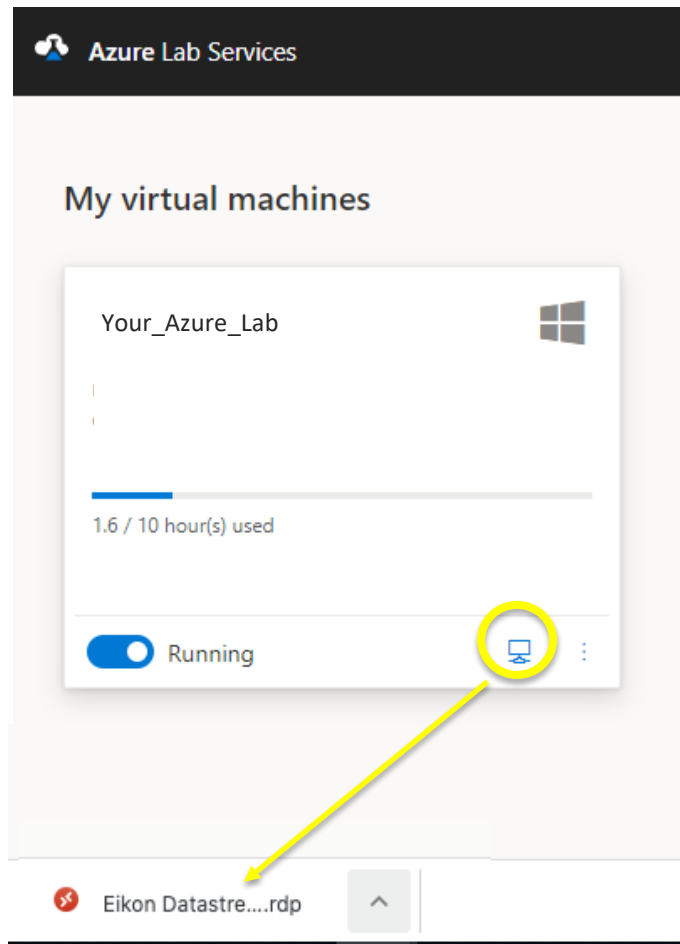 Azure Lab Services
My virtual machines
Your_Azure_Lab
1.6 / 10 hour(s) used
Running
Eikon Datastre....rdp